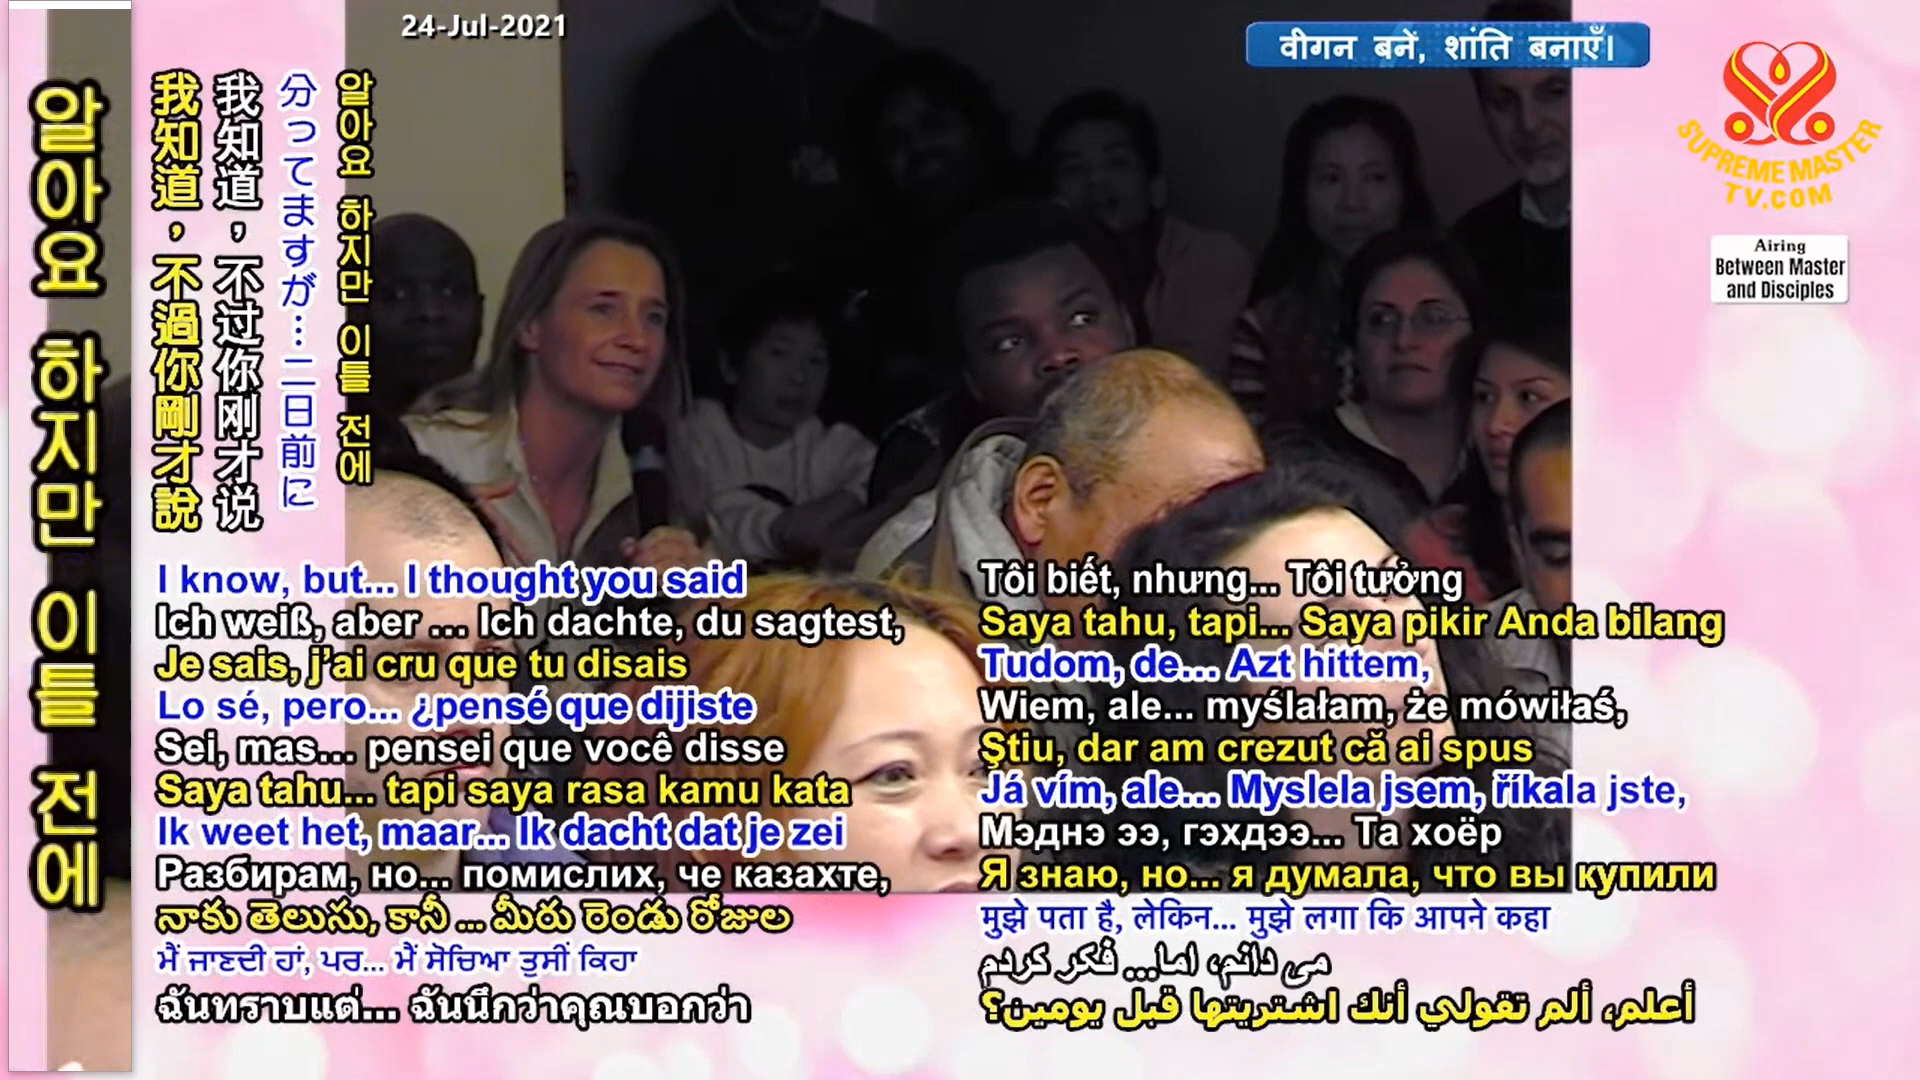 24-Jul-2021
वीगन बनें, शांति बनाएँ।
SUPREME MASTER
TV.COM
Airing
Between Master
and Disciples
알아요 하지만 이틀 전에
我知道，不過你剛才說
我知道，不过你刚才说
分ってますが…二日前に
알아요 하지만 이틀 전에
I know, but... I thought you said
Ich weiß, aber ... Ich dachte, du sagtest,
Je sais, j'ai cru que tu disais
Lo sé, pero... ¿pensé que dijiste
Sei, mas... pensei que você disse
Saya tahu... tapi saya rasa kamu kata
Ik weet het, maar... Ik dacht dat je zei
Разбирам, но... помислих, че казахте,
నాకు తెలుసు, కానీ ... మీరు రెండు రోజుల
ਮੈਂ ਜਾਣਦੀ ਹਾਂ, ਪਰ... ਮੈਂ ਸੋਚਿਆ ਤੁਸੀਂ ਕਿਹਾ
ฉันทราบแต่... ฉันนึกว่าคุณบอกว่า
Tôi biết, nhưng... Tôi tưởng
Saya tahu, tapi... Saya pikir Anda bilang
Tudom, de... Azt hittem,
Wiem, ale... myślałam, że mówiłaś,
Ştiu, dar am crezut că ai spus
Já vím, ale... Myslela jsem, říkala jste,
Мэднэ ээ, гэхдээ... Та хоёр
Я знаю, но... я думала, что вы купили
मुझे पता है, लेकिन... मुझे लगा कि आपने कहा
می دانم، اما... فکر کردم
أعلم، ألم تقولي أنك اشتريتها قبل يومين؟